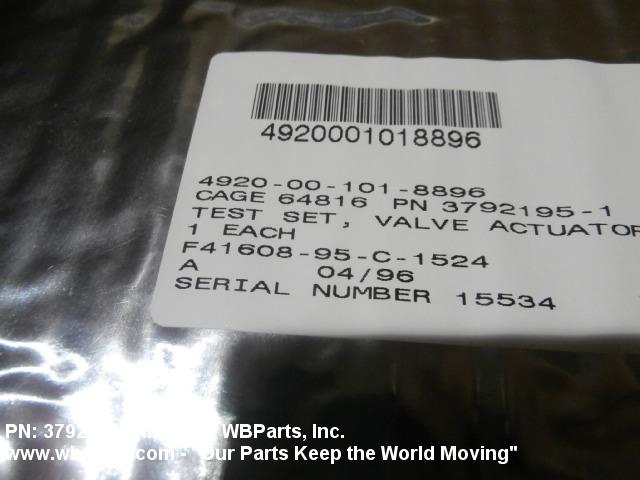 4920001018896
4920-00-101-8896
CAGE 64816 PN 3792195-1
TEST SET, VALVE ACTUATOR
1 EACH
F41608-95-C-1524
A 04/96
SERIAL NUMBER 15534
PN: 3792 WBParts, Inc.
www.wb .com - "Our Parts Keep the World Moving"